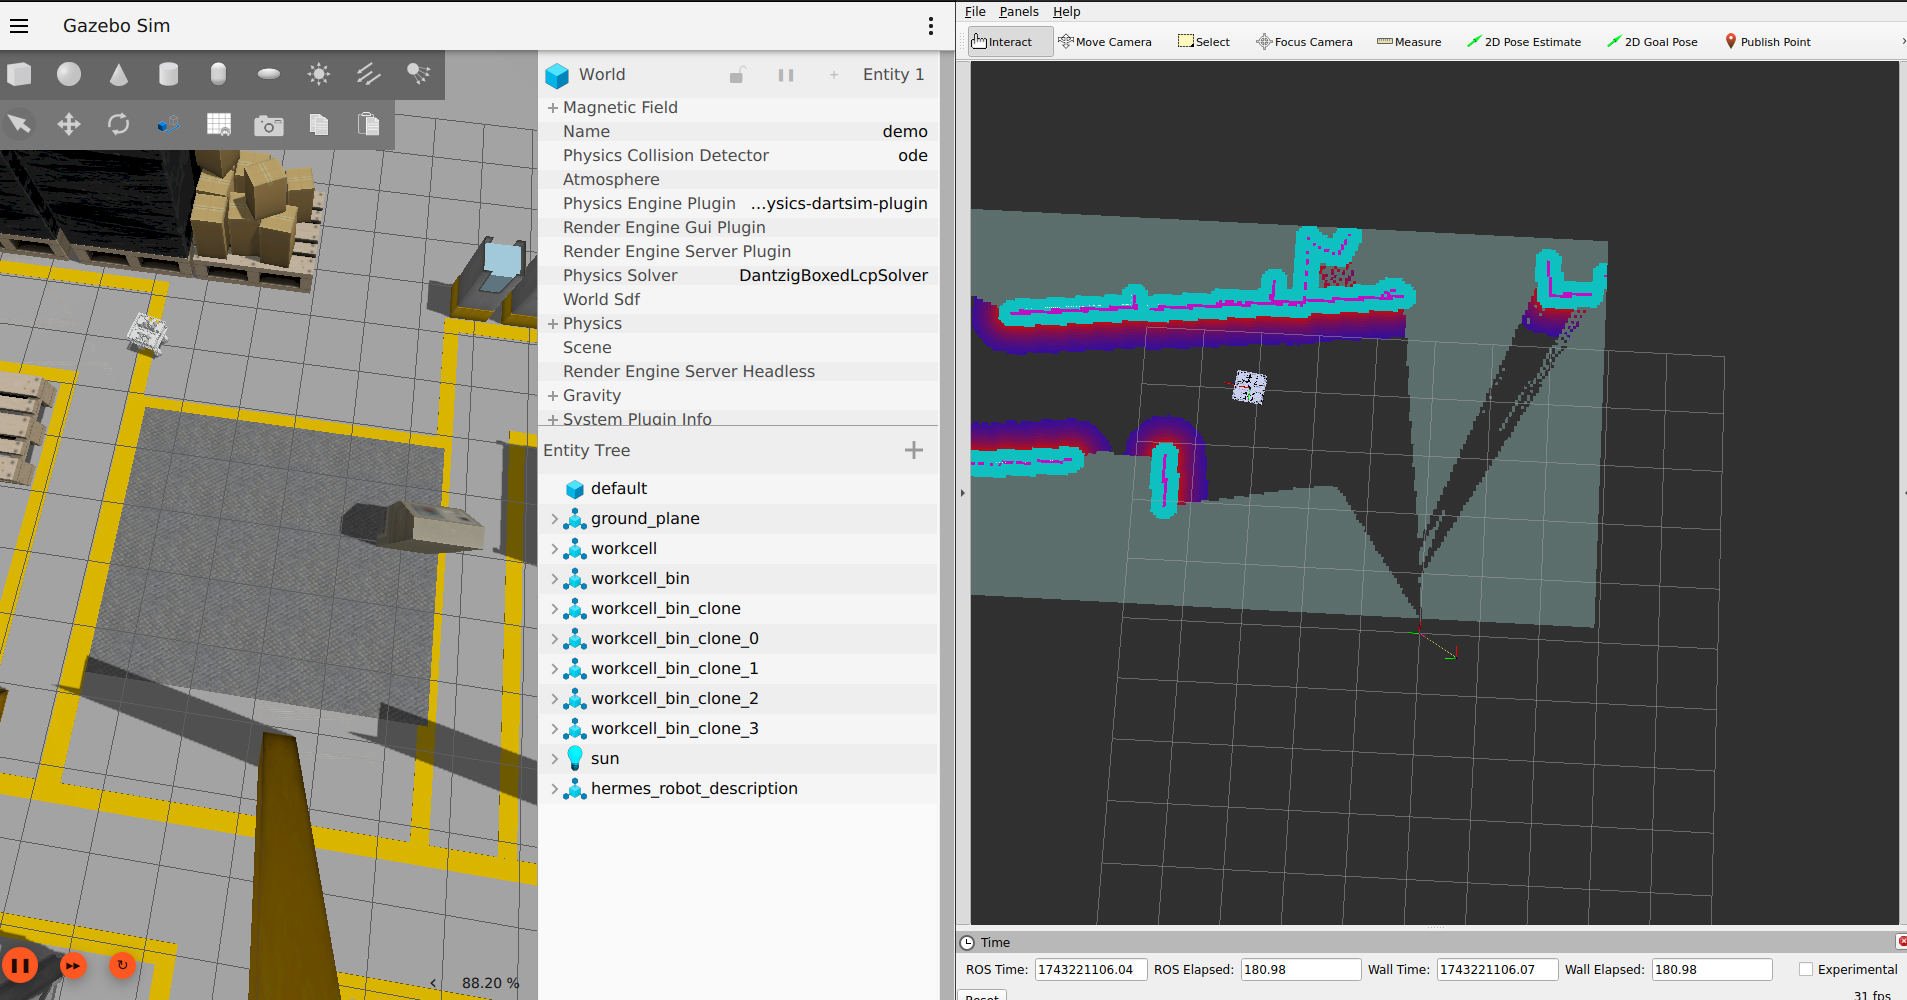 Gazebo Sim
World
Entity 1
Magnetic Field
Name demo
Physics Collision Detector ode
Atmosphere
Physics Engine Plugin ...ysics-dartsim-plugin
Render Engine Gui Plugin
Render Engine Server Plugin
Physics Solver DantzigBoxedLcpSolver
World Sdf
Physics
Scene
Render Engine Server Headless
Gravity
System Plugin Info
Entity Tree
default
ground_plane
workcell
workcell_bin
workcell_bin_clone
workcell_bin_clone_0
workcell_bin_clone_1
workcell_bin_clone_2
workcell_bin_clone_3
sun
hermes_robot_description
88.20 %
File Panels Help
Interact Move Camera Select Focus Camera Measure 2D Pose Estimate 2D Goal Pose Publish Point
Time
ROS Time: 1743221106.04 ROS Elapsed: 180.98 Wall Time: 1743221106.07 Wall Elapsed: 180.98 Experimental
Reset
31 fps